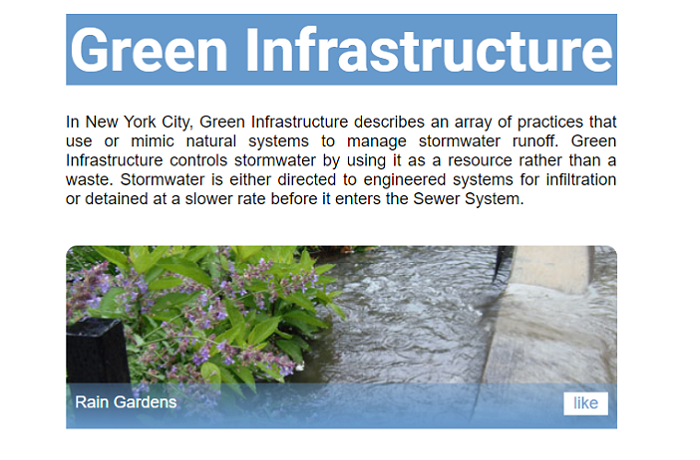 Green Infrastructure
In New York City, Green Infrastructure describes an array of practices that
use or mimic natural systems to manage stormwater runoff. Green
Infrastructure controls stormwater by using it as a resource rather than a
waste. Stormwater is either directed to engineered systems for infiltration
or detained at a slower rate before it enters the Sewer System.
Rain Gardens
like